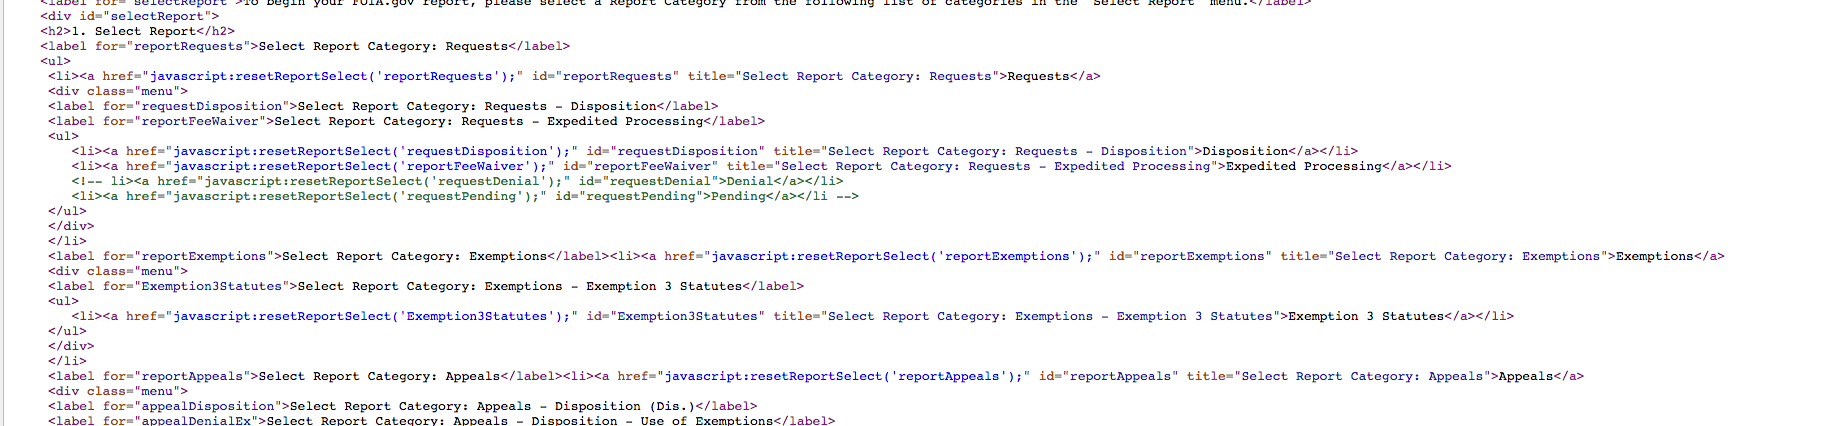 <label for="selectReport">To begin your FOIA.gov report, please select a Report Category from the following list of categories in the "Select Report" menu.</label>
<div id="selectReport">
<h2>1. Select Report</h2>
<label for="reportRequests">Select Report Category: Requests</label>
<ul>
<li><a href="javascript:resetReportSelect('reportRequests');" id="reportRequests" title="Select Report Category: Requests">Requests</a>
<div class="menu">
<label for="requestDisposition">Select Report Category: Requests - Disposition</label>
<label for="reportFeeWaiver">Select Report Category: Requests - Expedited Processing</label>
<ul>
<li><a href="javascript:resetReportSelect('requestDisposition');" id="requestDisposition" title="Select Report Category: Requests - Disposition">Disposition</a></li>
<li><a href="javascript:resetReportSelect('reportFeeWaiver');" id="reportFeeWaiver" title="Select Report Category: Requests - Expedited Processing">Expedited Processing</a></li>
<!-- li><a href="javascript:resetReportSelect('requestDenial');" id="requestDenial">Denial</a></li>
<li><a href="javascript:resetReportSelect('requestPending');" id="requestPending">Pending</a></li -->
</ul>
</div>
</li>
<label for="reportExemptions">Select Report Category: Exemptions</label><li><a href="javascript:resetReportSelect('reportExemptions');" id="reportExemptions" title="Select Report Category: Exemptions">Exemptions</a>
<div class="menu">
<label for="Exemption3Statutes">Select Report Category: Exemptions - Exemption 3 Statutes</label>
<ul>
<li><a href="javascript:resetReportSelect('Exemption3Statutes');" id="Exemption3Statutes" title="Select Report Category: Exemptions - Exemption 3 Statutes">Exemption 3 Statutes</a></li>
</ul>
</div>
</li>
<label for="reportAppeals">Select Report Category: Appeals</label><li><a href="javascript:resetReportSelect('reportAppeals');" id="reportAppeals" title="Select Report Category: Appeals">Appeals</a>
<div class="menu">
<label for="appealDisposition">Select Report Category: Appeals - Disposition (Dis.)</label>
<label for="appealDenialEx">Select Report Category: Appeals - Disposition - Use of Exemptions</label>